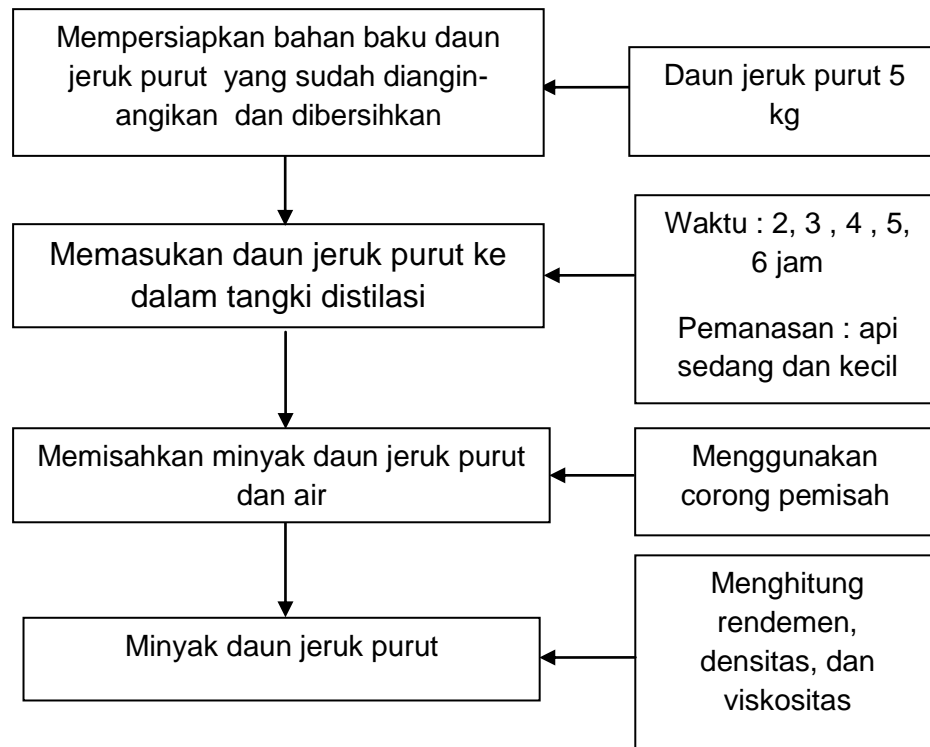 Mempersiapkan bahan baku daun
jeruk purut yang sudah diangin-
angikan dan dibersihkan
Daun jeruk purut 5
kg
Memasukan daun jeruk purut ke
dalam tangki distilasi
Waktu : 2, 3 , 4 , 5,
6 jam
Pemanasan : api
sedang dan kecil
Memisahkan minyak daun jeruk purut
dan air
Menggunakan
corong pemisah
Minyak daun jeruk purut
Menghitung
rendemen,
densitas, dan
viskositas